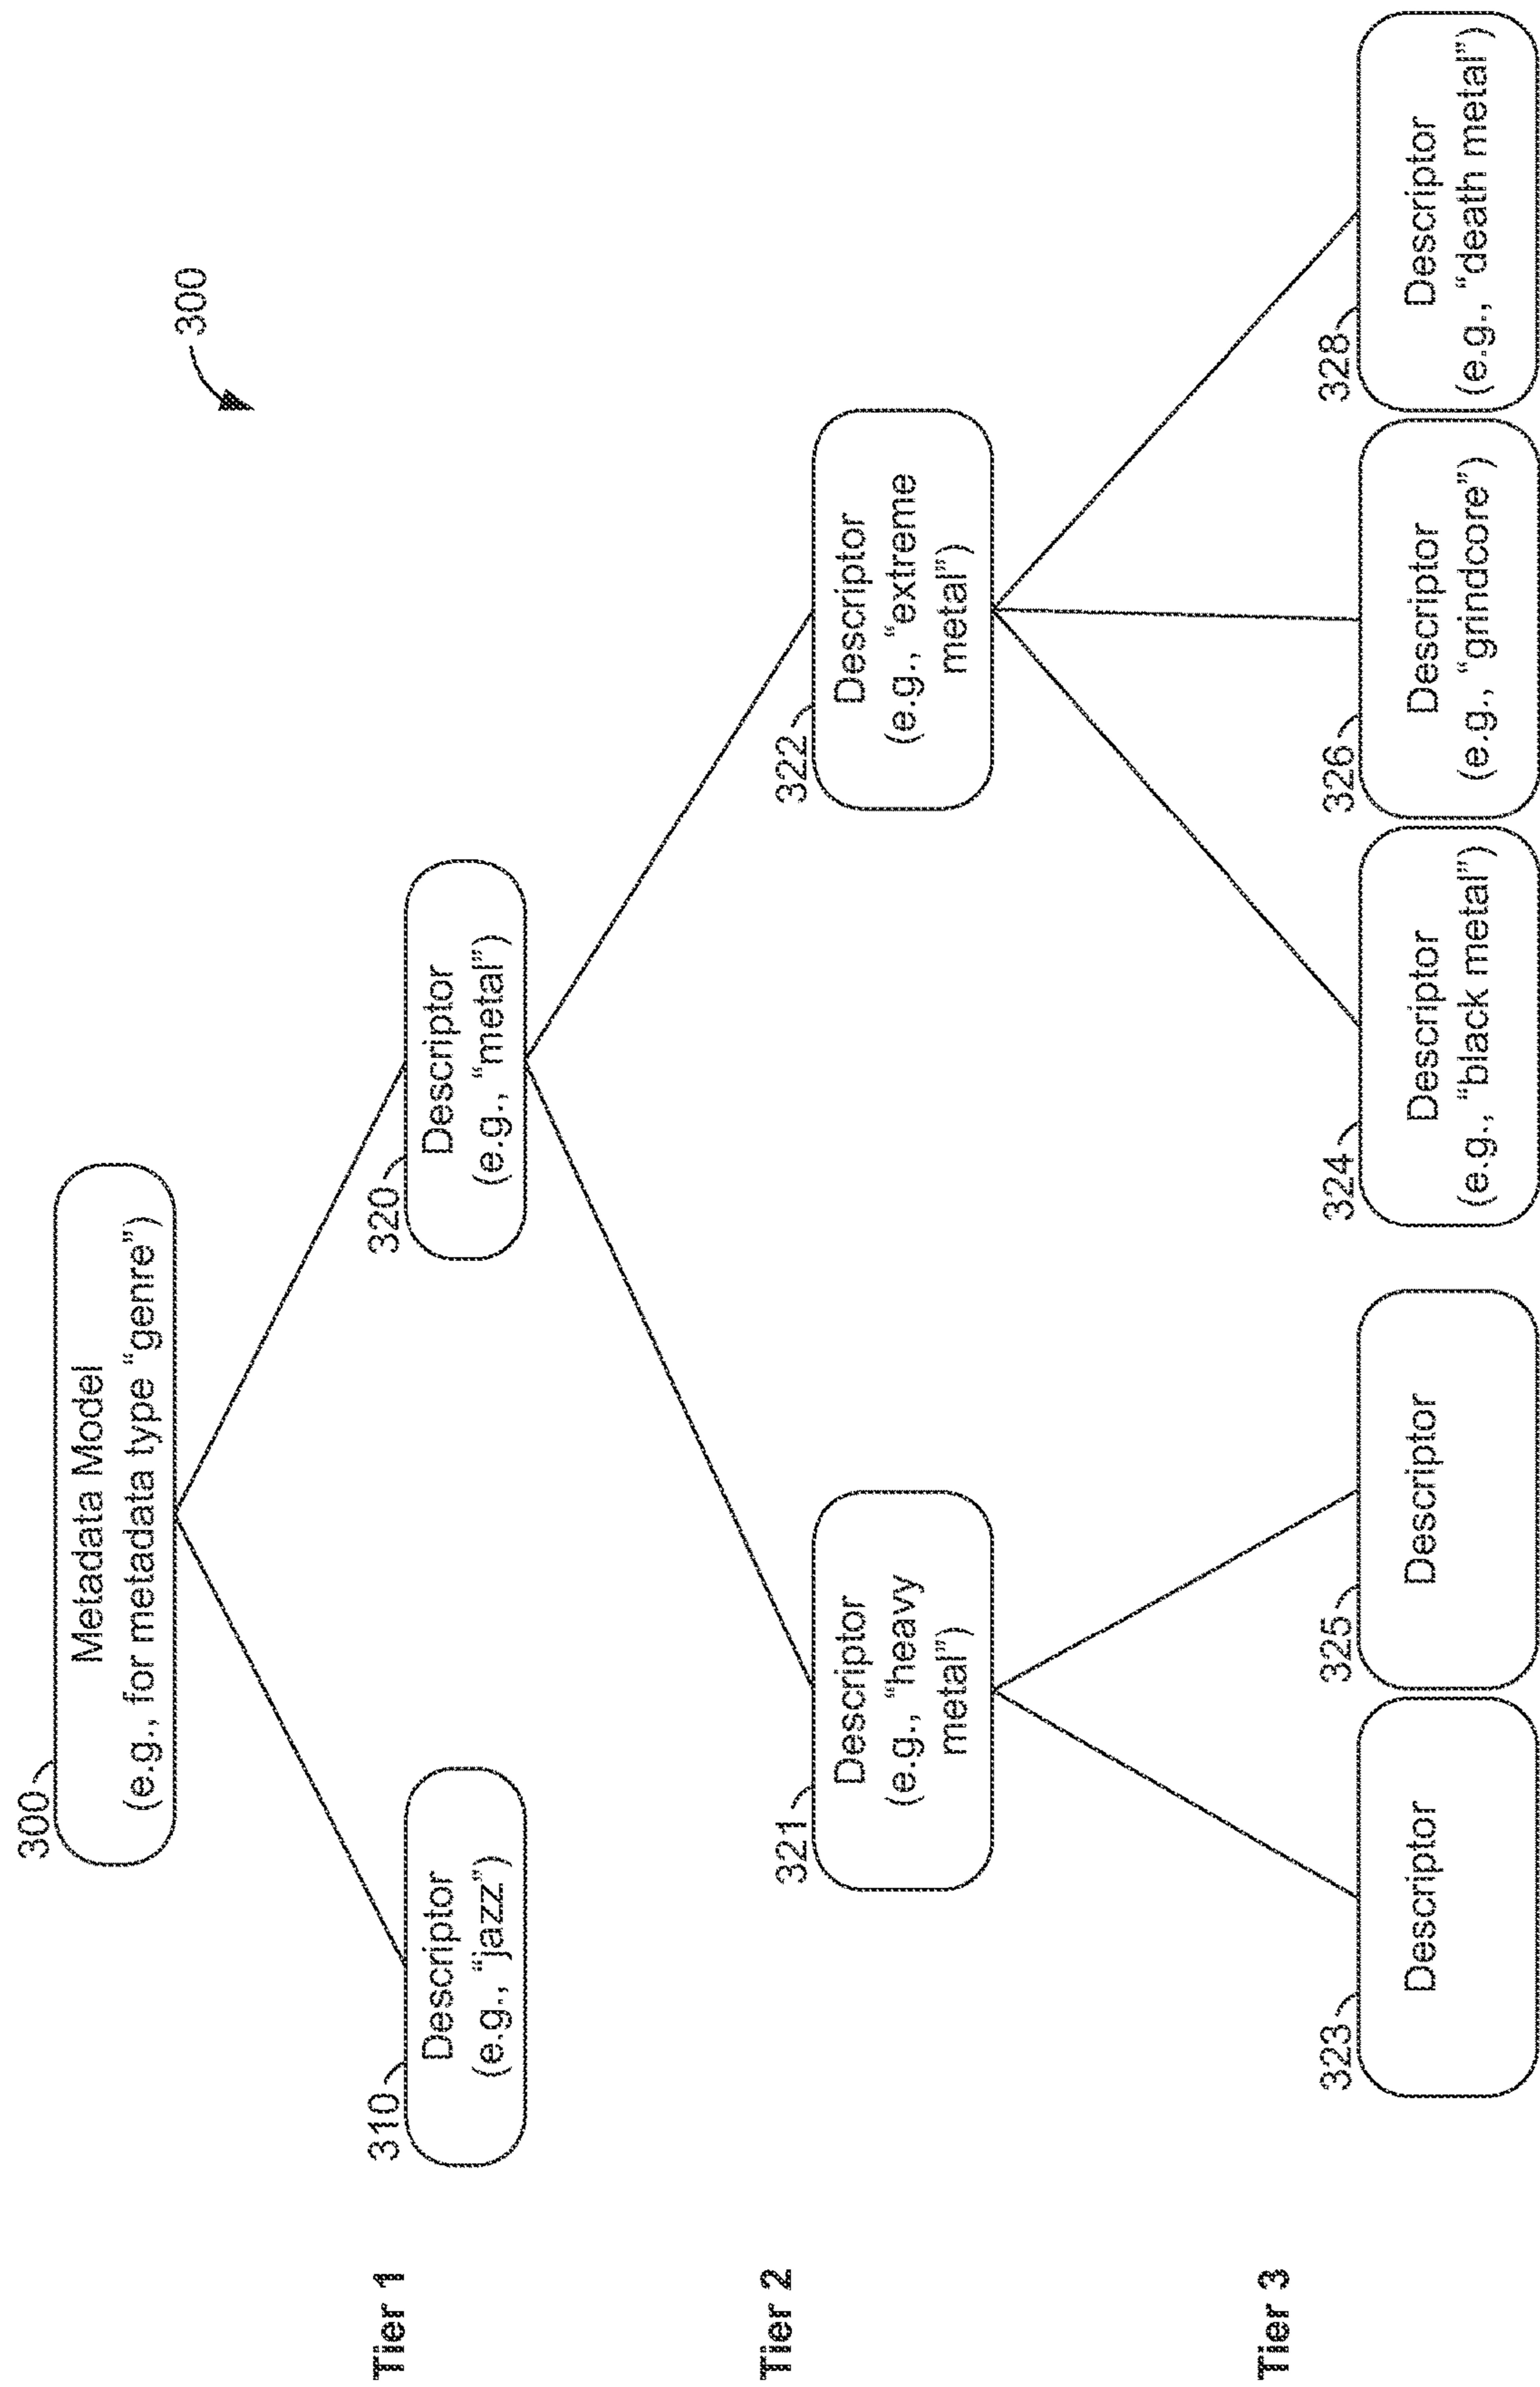 300
300
Metadata Model
(e.g., for metadata type “genre”)
Tier 1
310
Descriptor
(e.g., “jazz”)
320
Descriptor
(e.g., “metal”)
Tier 2
321
Descriptor
(e.g., “heavy
metal”)
322
Descriptor
(e.g., “extreme
metal”)
Tier 3
323
Descriptor
325
Descriptor
324
Descriptor
(e.g., “black metal”)
326
Descriptor
(e.g., “grindcore”)
328
Descriptor
(e.g., “death metal”)